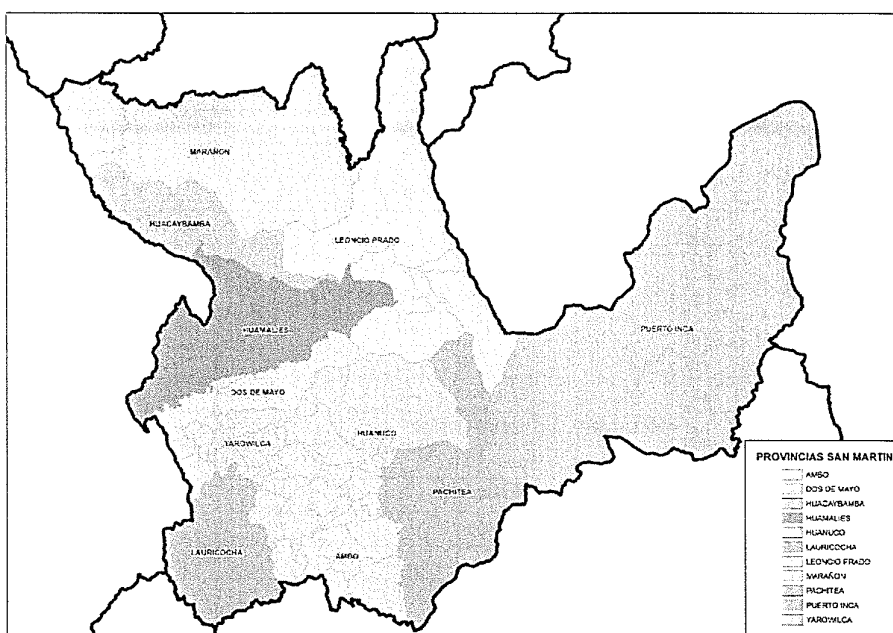 MARAÑON
HUACAYBAMBA
LEONCIO PRADO
HUAMALIES
PUERTO INCA
DOS DE MAYO
HUANUCO
YAROWILCA
PACHITEA
LAURICOCHA
AMBO
PROVINCIAS SAN MARTIN
AMBO
DOS DE MAYO
HUACAYBAMBA
HUAMALIES
HUANUCO
LAURICOCHA
LEONCIO PRADO
MARAÑON
PACHITEA
PUERTO INCA
YAROWILCA